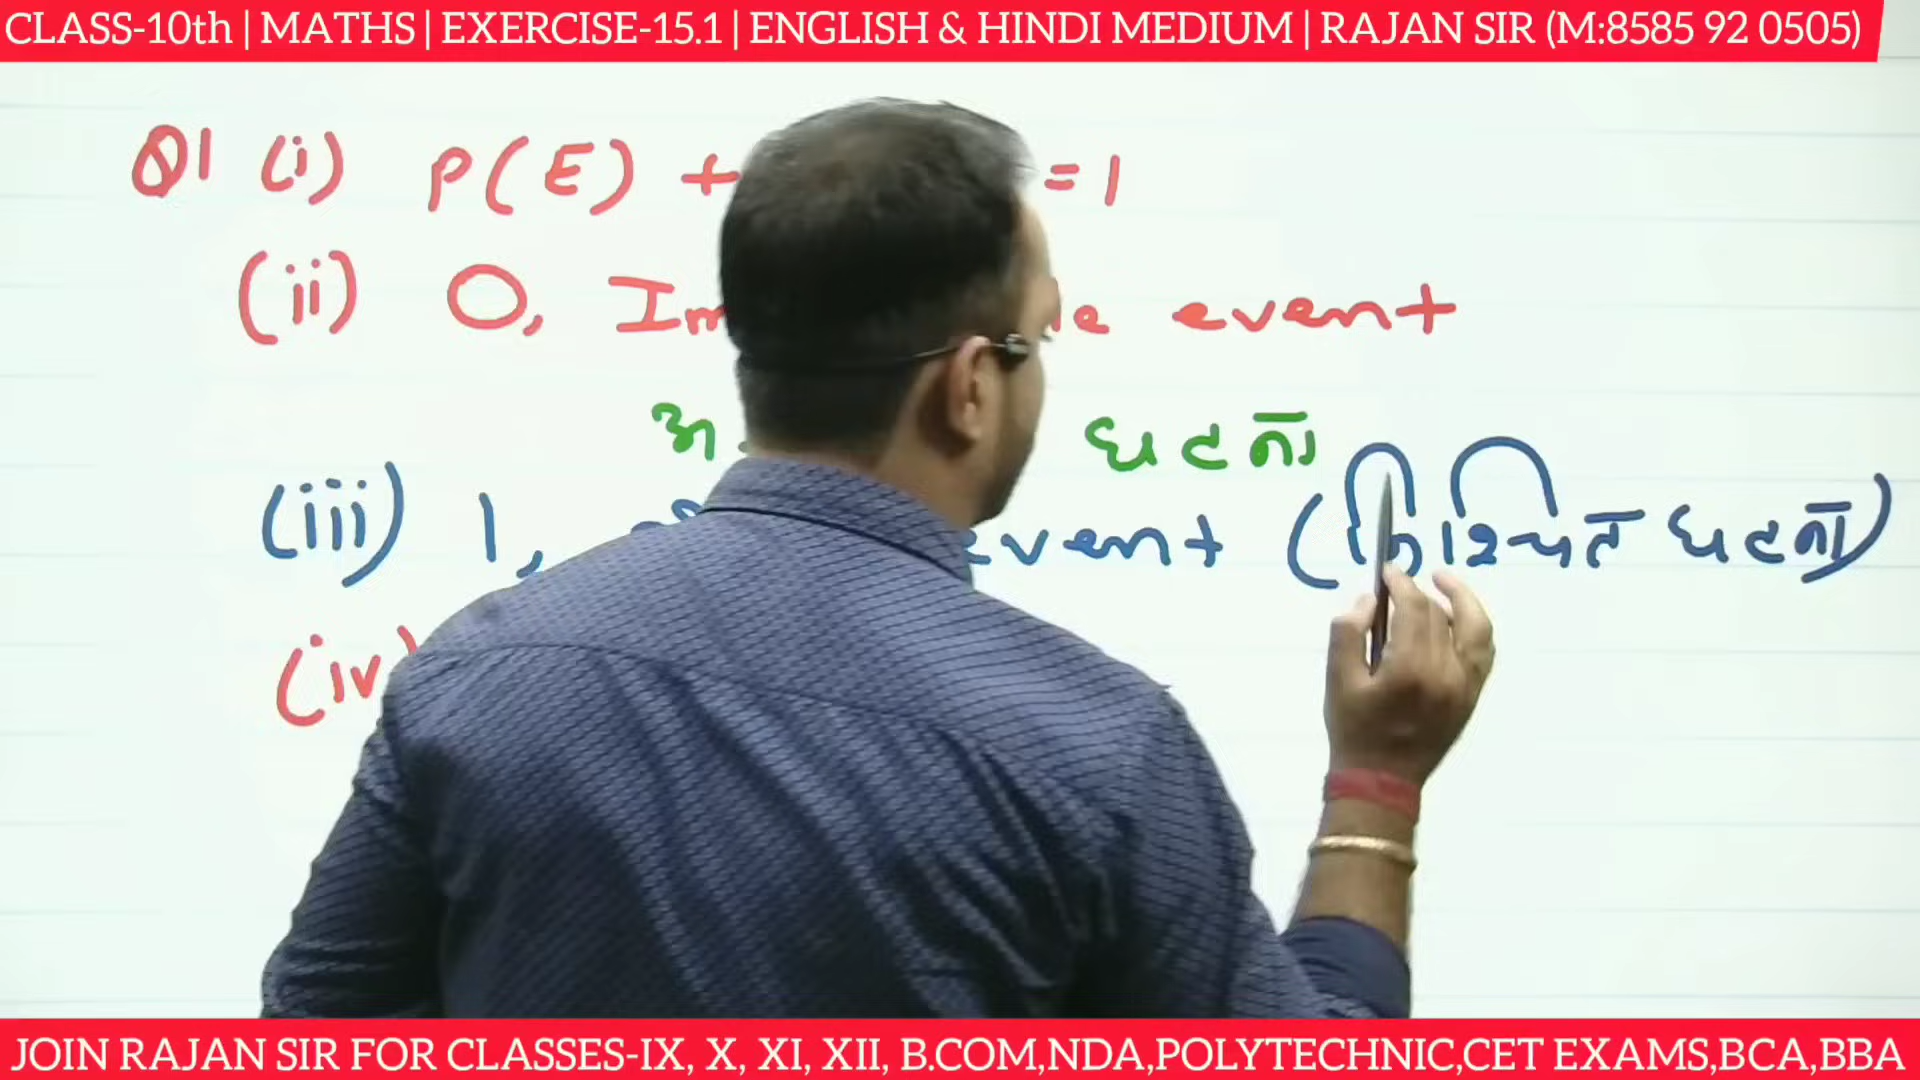 CLASS-10th | MATHS | EXERCISE-15.1 | ENGLISH & HINDI MEDIUM | RAJAN SIR (M:8585 92 0505)
Q1 (i) P(E) + = 1
(ii) 0, event
घटना
(iii) 1, event (निश्चित घटना)
(iv)
JOIN RAJAN SIR FOR CLASSES-IX, X, XI, XII, B.COM,NDA,POLYTECHNIC,CET EXAMS,BCA,BBA